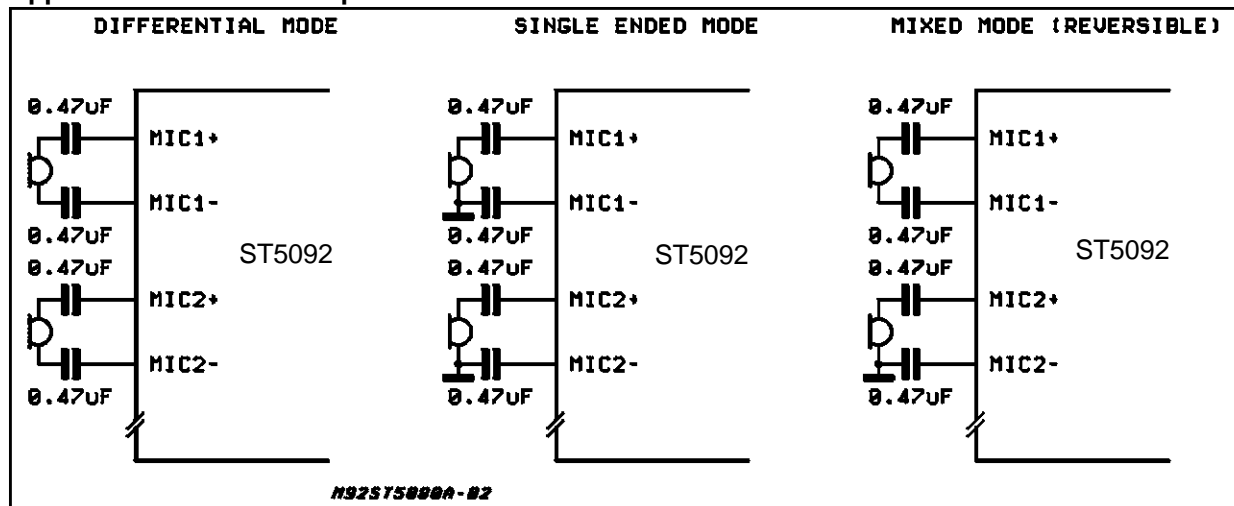 DIFFERENTIAL MODE
SINGLE ENDED MODE
MIXED MODE (REVERSIBLE)
0.47uF
MIC1+
MIC1-
0.47uF
0.47uF
MIC2+
MIC2-
0.47uF
ST5092
0.47uF
MIC1+
MIC1-
0.47uF
0.47uF
MIC2+
MIC2-
0.47uF
ST5092
0.47uF
MIC1+
MIC1-
0.47uF
0.47uF
MIC2+
MIC2-
0.47uF
ST5092
M92ST5080A-02